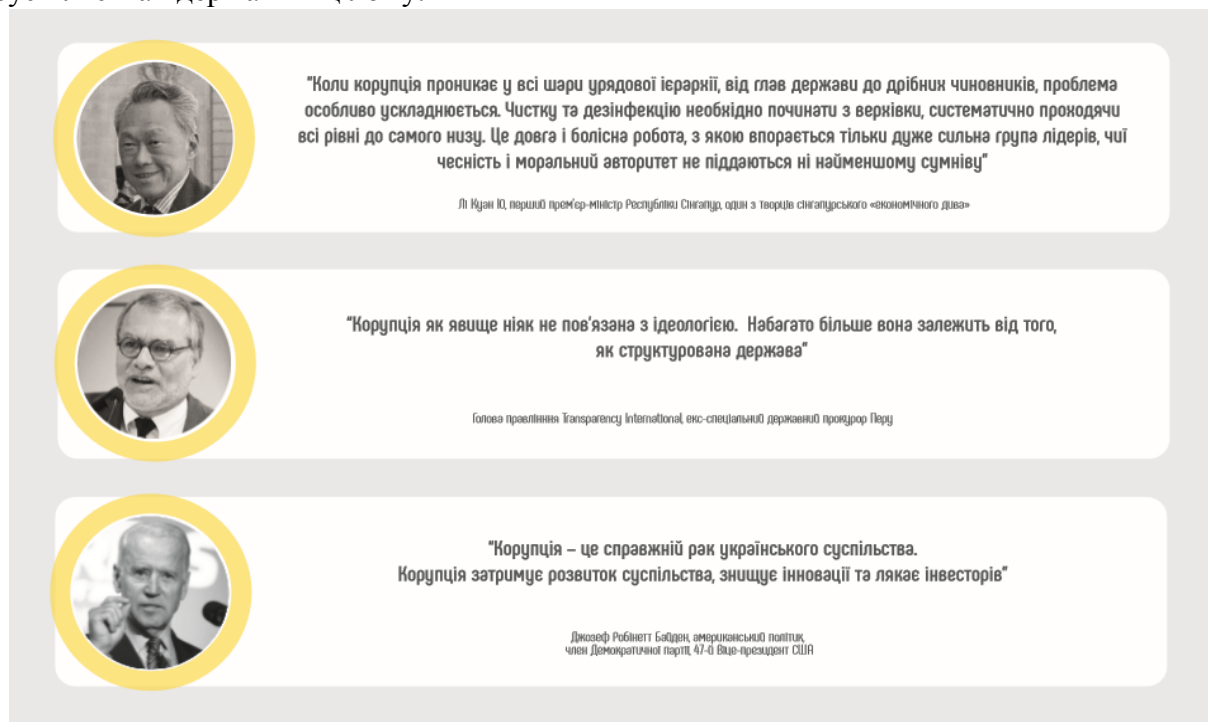 "Коли корупція проникає у всі шари урядової ієрархії, від глав держави до дрібних чиновників, проблема
особливо ускладнюється. Чистку та дезінфекцію необхідно починати з верхівки, систематично проходячи
всі рівні до самого низу. Це довга і болісна робота, з якою впорається тільки дуже сильна група лідерів, чиї
чесність і моральний авторитет не піддаються ні найменшому сумніву"
Лі Куан Ю, перший прем'єр-міністр Республіки Сінгапур, один з творців сінгапурського «економічного дива»
"Корупція як явище ніяк не пов'язана з ідеологією. Набагато більше вона залежить від того,
як структурована держава"
Голова правління Transparency International, екс-спеціальний державний прокурор Перу
"Корупція – це справжній рак українського суспільства.
Корупція затримує розвиток суспільства, знищує інновації та лякає інвесторів"
Джозеф Робінетт Байден, американський політик,
член Демократичної партії, 47-й Віце-президент США